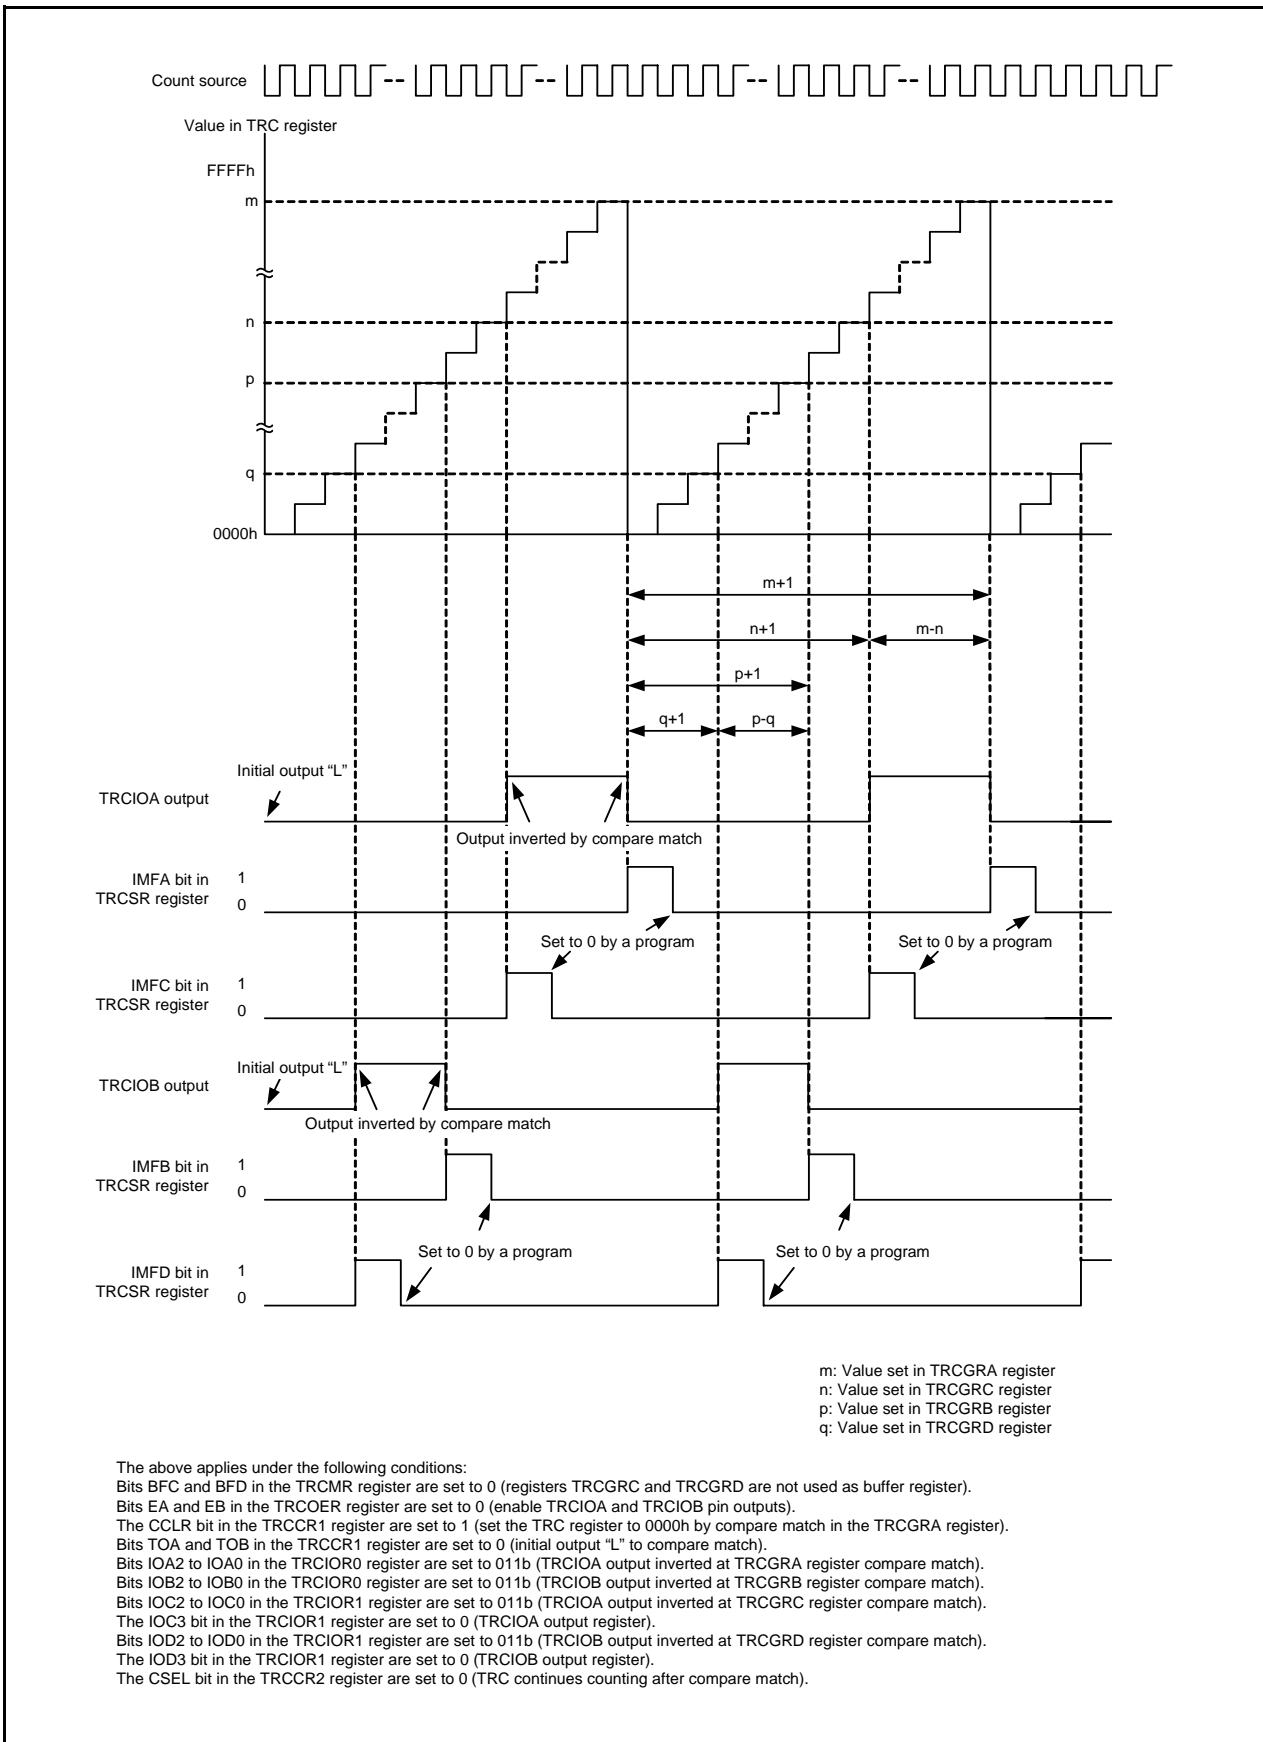 Count source
Value in TRC register
FFFFh
m
n
p
q
0000h
m+1
n+1
m-n
p+1
q+1
p-q
Initial output “L”
TRCIOA output
Output inverted by compare match
IMFA bit in
TRCSR register
1
0
Set to 0 by a program
Set to 0 by a program
IMFC bit in
TRCSR register
1
0
Initial output “L”
TRCIOB output
Output inverted by compare match
IMFB bit in
TRCSR register
1
0
Set to 0 by a program
Set to 0 by a program
IMFD bit in
TRCSR register
1
0
m: Value set in TRCGRA register
n: Value set in TRCGRC register
p: Value set in TRCGRB register
q: Value set in TRCGRD register
The above applies under the following conditions:
Bits BFC and BFD in the TRCMR register are set to 0 (registers TRCGRC and TRCGRD are not used as buffer register).
Bits EA and EB in the TRCOER register are set to 0 (enable TRCIOA and TRCIOB pin outputs).
The CCLR bit in the TRCCR1 register are set to 1 (set the TRC register to 0000h by compare match in the TRCGRA register).
Bits TOA and TOB in the TRCCR1 register are set to 0 (initial output “L” to compare match).
Bits IOA2 to IOA0 in the TRCIOR0 register are set to 011b (TRCIOA output inverted at TRCGRA register compare match).
Bits IOB2 to IOB0 in the TRCIOR0 register are set to 011b (TRCIOB output inverted at TRCGRB register compare match).
Bits IOC2 to IOC0 in the TRCIOR1 register are set to 011b (TRCIOA output inverted at TRCGRC register compare match).
The IOC3 bit in the TRCIOR1 register are set to 0 (TRCIOA output register).
Bits IOD2 to IOD0 in the TRCIOR1 register are set to 011b (TRCIOB output inverted at TRCGRD register compare match).
The IOD3 bit in the TRCIOR1 register are set to 0 (TRCIOB output register).
The CSEL bit in the TRCCR2 register are set to 0 (TRC continues counting after compare match).